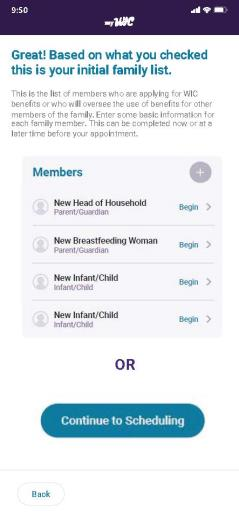 9:50
my WIC
Great! Based on what you checked
this is your initial family list.
This is the list of members who are applying for WIC
benefits or who will oversee the use of benefits for other
members of the family. Enter some basic information for
each family member. This can be completed now or at a
later time before your appointment.
Members
+
New Head of Household
Parent/Guardian
Begin
New Breastfeeding Woman
Parent/Guardian
Begin
New Infant/Child
Infant/Child
Begin
New Infant/Child
Infant/Child
Begin
OR
Continue to Scheduling
Back